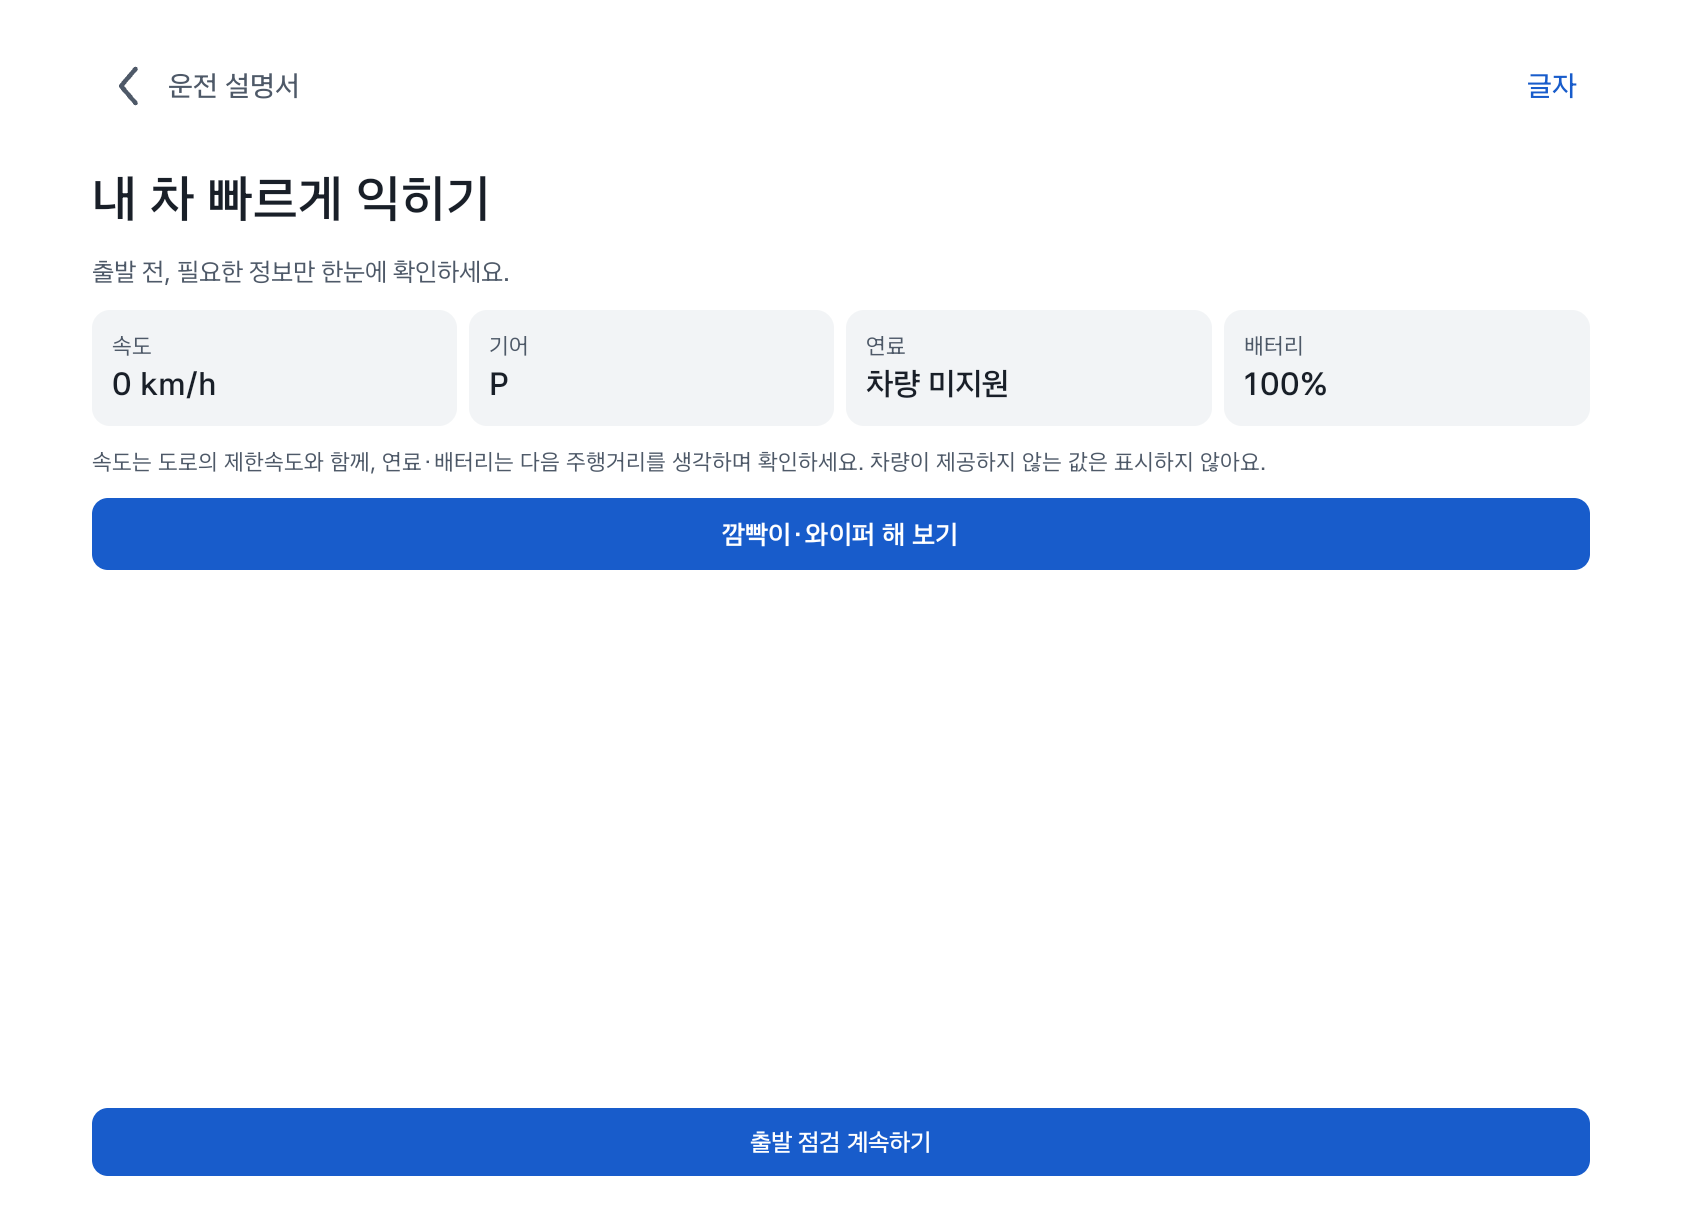 운전 설명서
글자
내 차 빠르게 익히기
출발 전, 필요한 정보만 한눈에 확인하세요.
속도
0 km/h
기어
P
연료
차량 미지원
배터리
100%
속도는 도로의 제한속도와 함께, 연료·배터리는 다음 주행거리를 생각하며 확인하세요. 차량이 제공하지 않는 값은 표시하지 않아요.
깜빡이·와이퍼 해 보기
출발 점검 계속하기